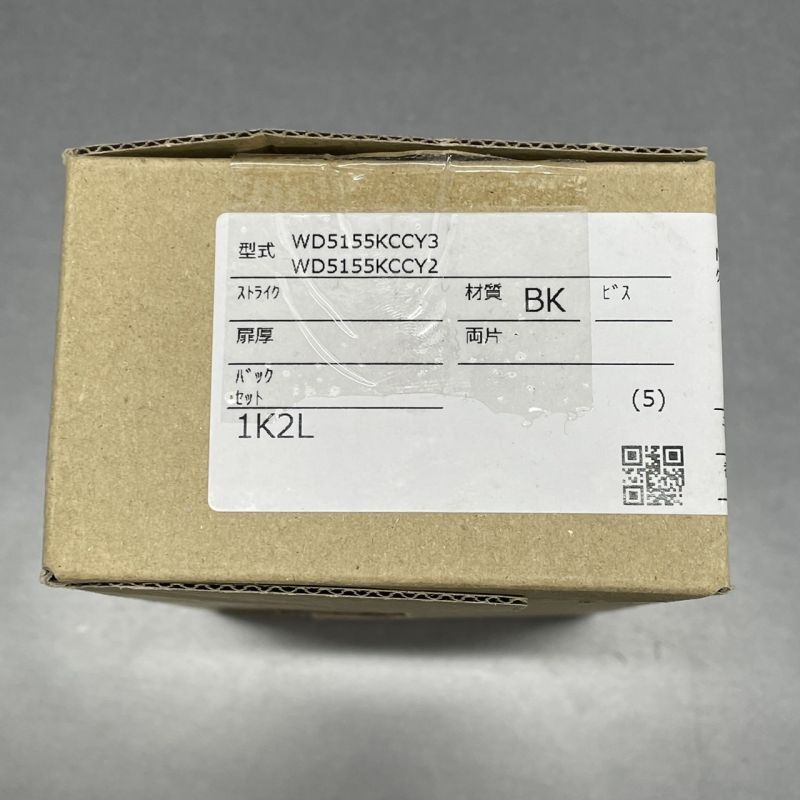 型式 WD5155KCCY3
WD5155KCCY2
ｽﾄﾗｲｸ 材質 BK ﾋﾞｽ
扉厚 両片
ﾊﾞｯｸ
ｾｯﾄ (5)
1K2L